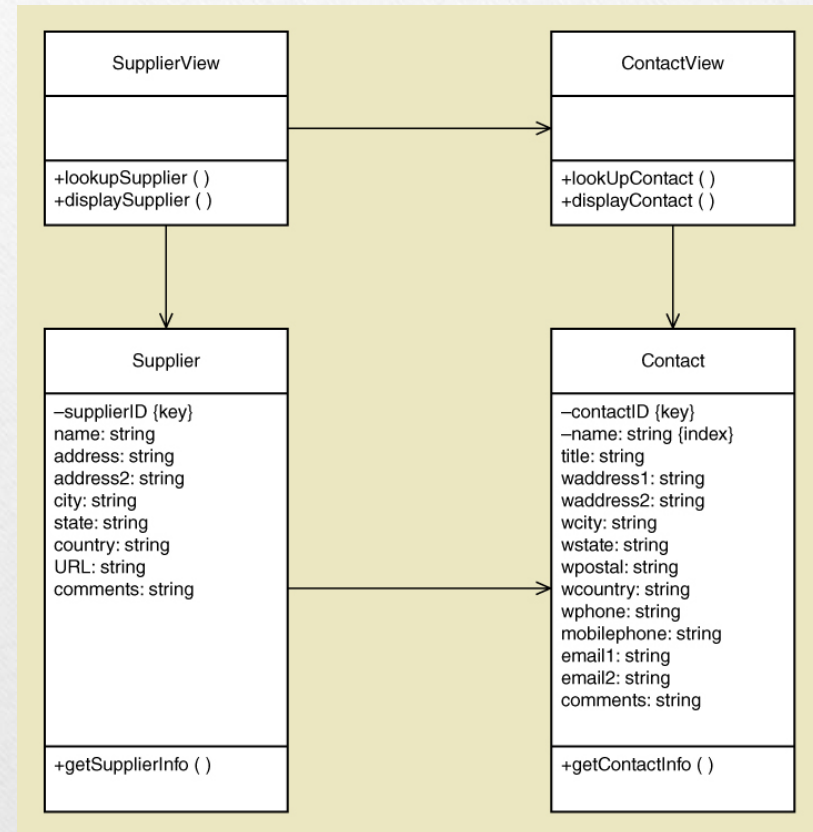 SupplierView
+lookupSupplier ( )
+displaySupplier ( )
ContactView
+lookUpContact ( )
+displayContact ( )
Supplier
–supplierID {key}
name: string
address: string
address2: string
city: string
state: string
country: string
URL: string
comments: string
+getSupplierInfo ( )
Contact
–contactID {key}
–name: string {index}
title: string
waddress1: string
waddress2: string
wcity: string
wstate: string
wpostal: string
wcountry: string
wphone: string
mobilephone: string
email1: string
email2: string
comments: string
+getContactInfo ( )